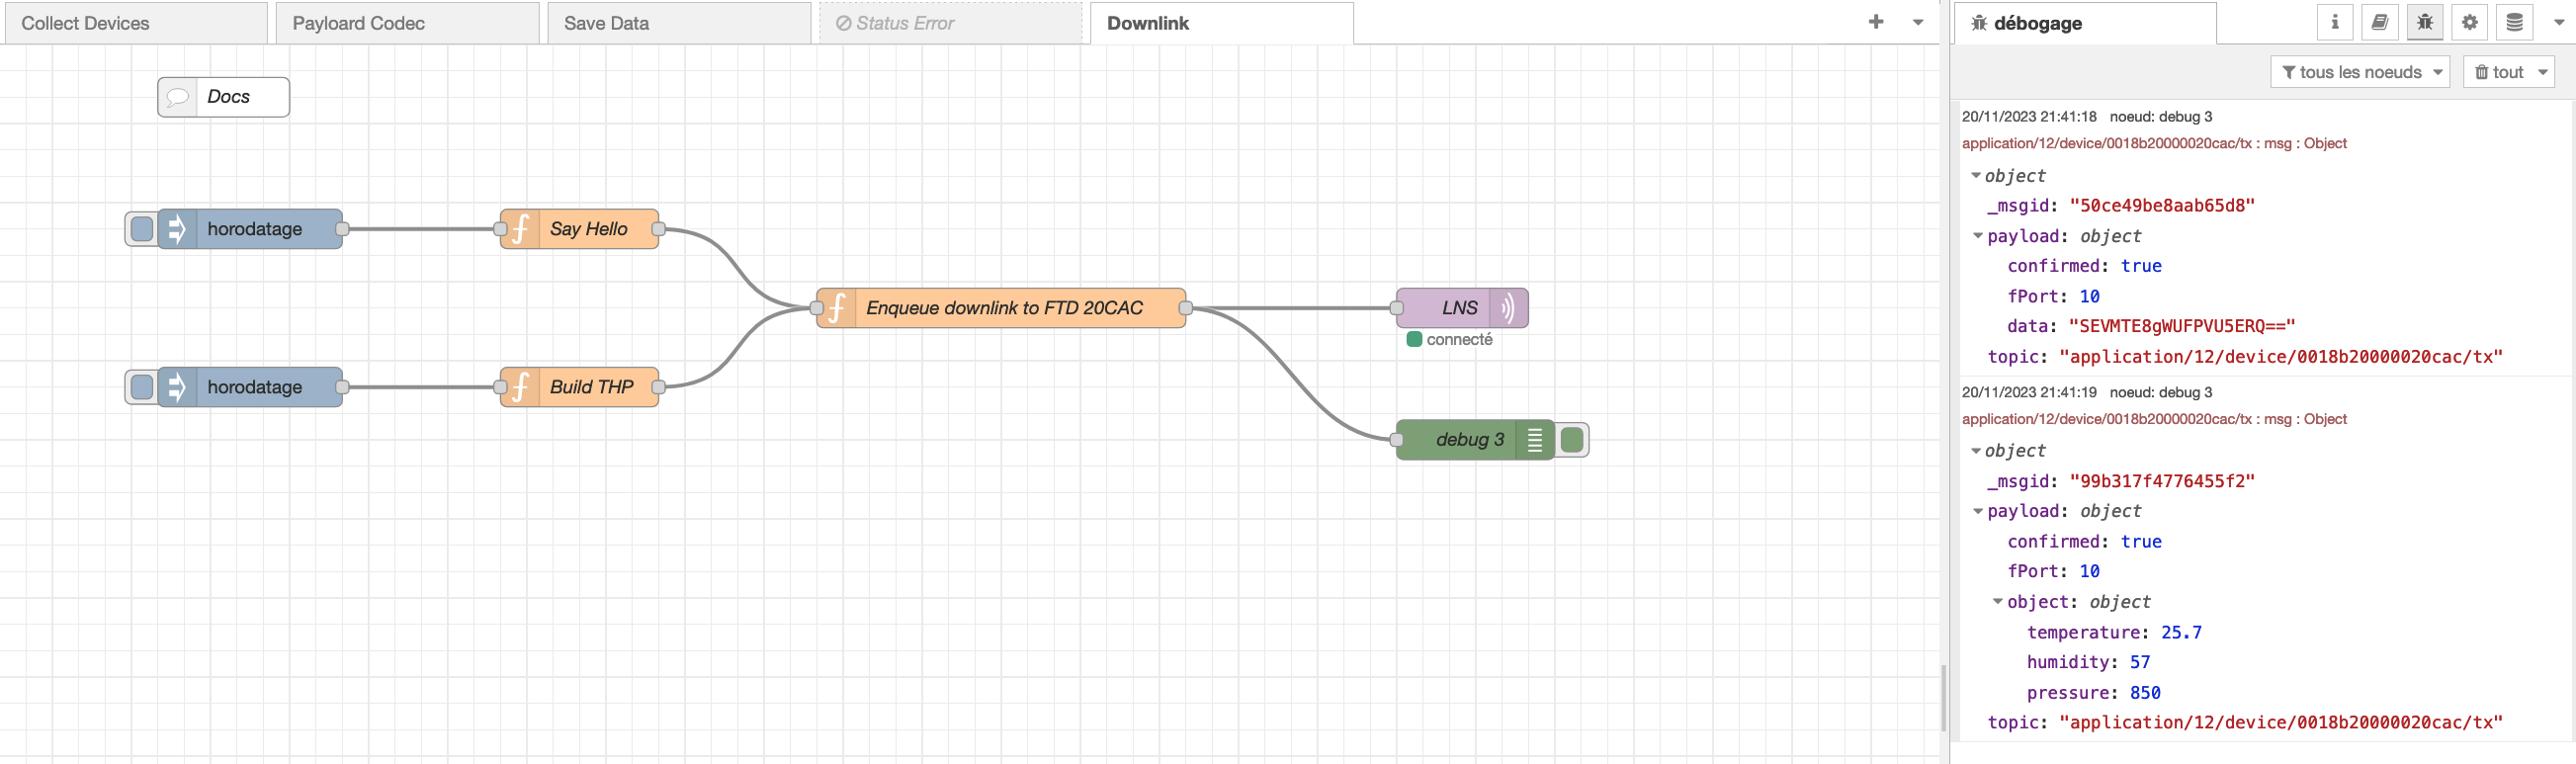 Collect Devices
Payloard Codec
Save Data
Status Error
Downlink
Docs
horodatage
Say Hello
Enqueue downlink to FTD 20CAC
LNS
connecté
horodatage
Build THP
debug 3
débogage
tous les noeuds
tout
20/11/2023 21:41:18 noeud: debug 3
application/12/device/0018b20000020cac/tx : msg : Object
object
_msgid: "50ce49be8aab65d8"
payload: object
confirmed: true
fPort: 10
data: "SEVMTE8gWUFPVU5ERQ=="
topic: "application/12/device/0018b20000020cac/tx"
20/11/2023 21:41:19 noeud: debug 3
application/12/device/0018b20000020cac/tx : msg : Object
object
_msgid: "99b317f4776455f2"
payload: object
confirmed: true
fPort: 10
object: object
temperature: 25.7
humidity: 57
pressure: 850
topic: "application/12/device/0018b20000020cac/tx"